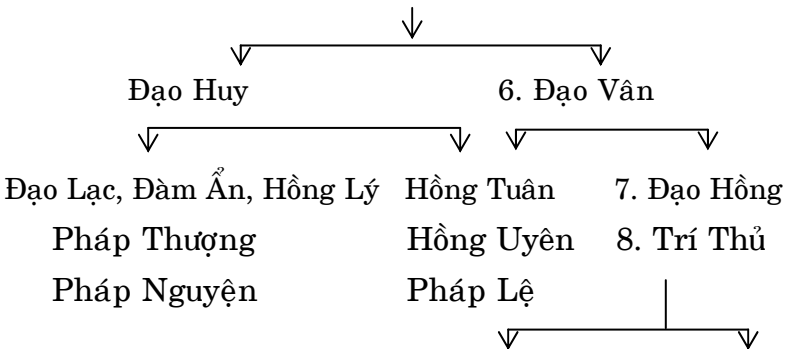 Đạo Huy 6. Đạo Vân
Đạo Lạc, Đàm Ẩn, Hồng Lý Hồng Tuân 7. Đạo Hồng
Pháp Thượng Hồng Uyên 8. Trí Thủ
Pháp Nguyện Pháp Lệ